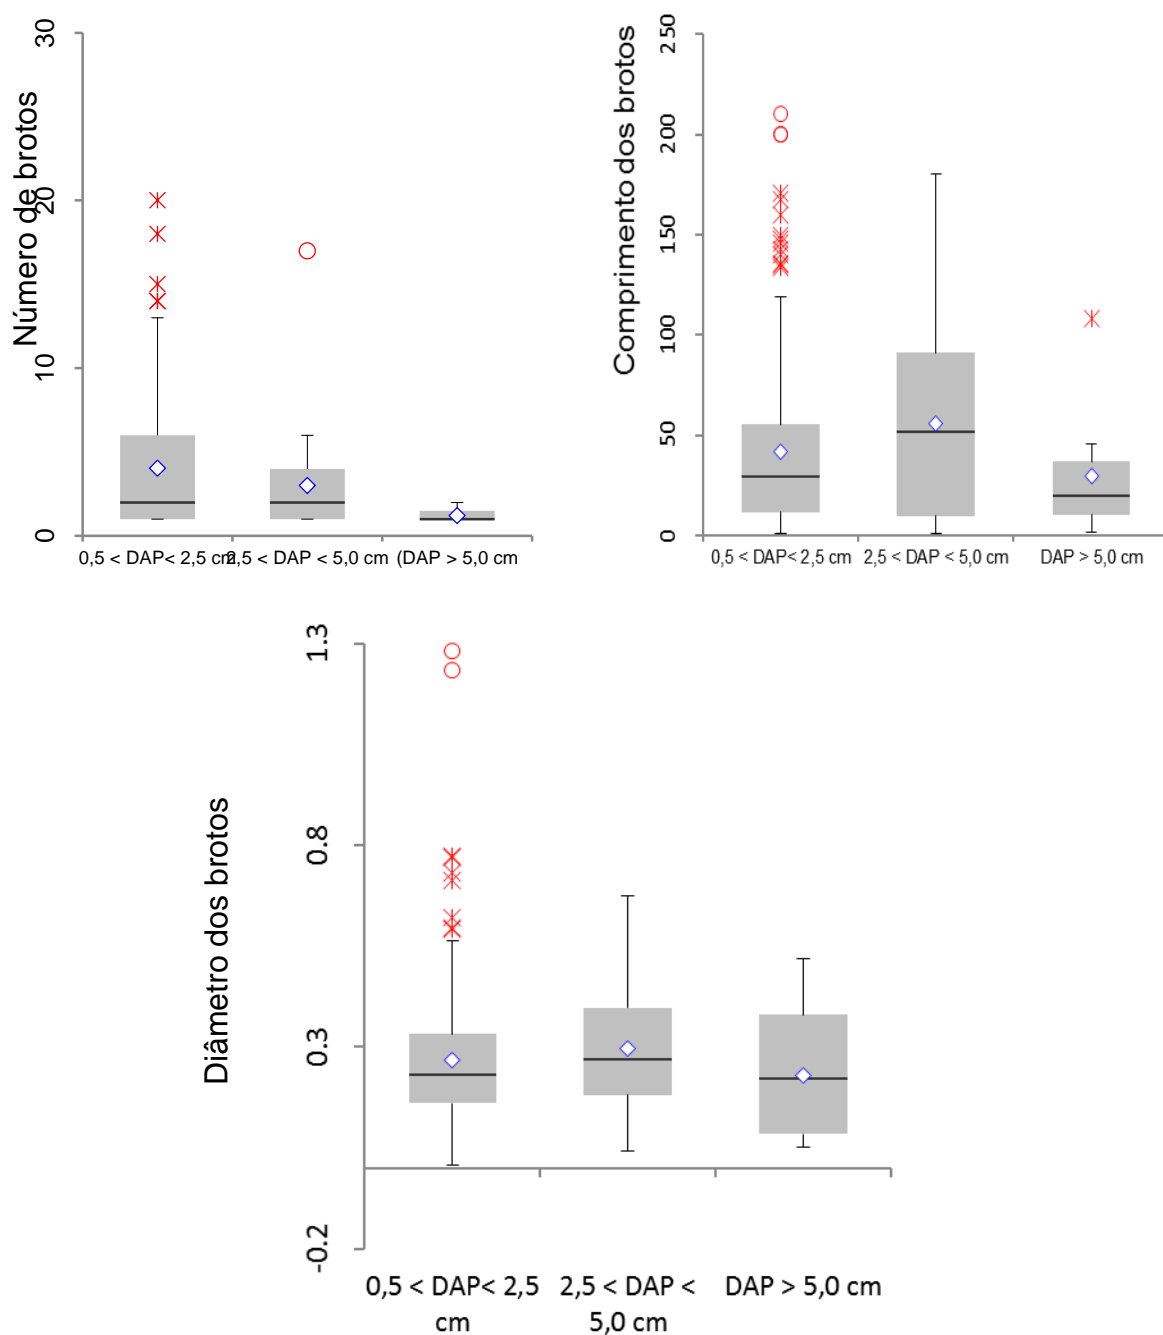 Número de brotos
30
20
10
0
0,5 < DAP< 2,5 cm
2,5 < DAP < 5,0 cm
(DAP > 5,0 cm
Comprimento dos brotos
250
200
150
100
50
0
0,5 < DAP< 2,5 cm
2,5 < DAP < 5,0 cm
DAP > 5,0 cm
Diâmetro dos brotos
1.3
0.8
0.3
-0.2
0,5 < DAP< 2,5
cm
2,5 < DAP <
5,0 cm
DAP > 5,0 cm